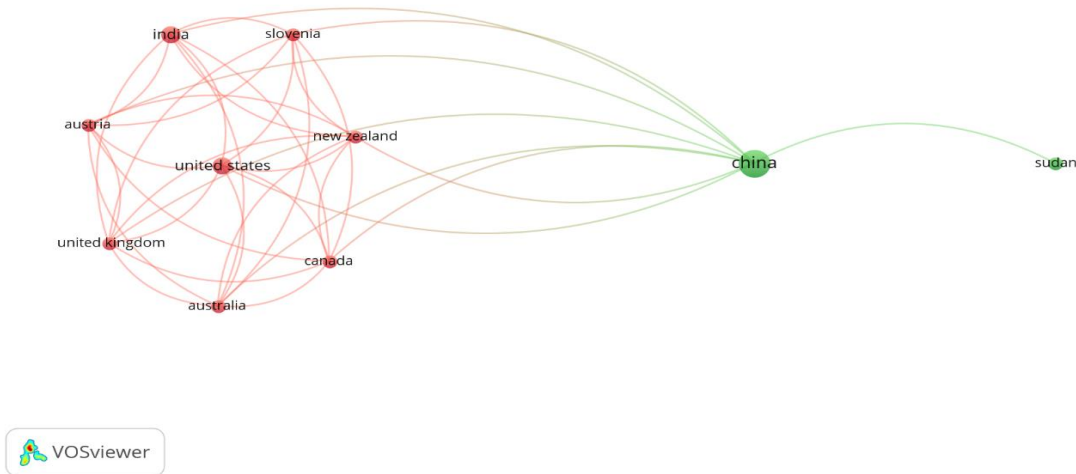 india
slovenia
austria
new zealand
united states
china
sudan
united kingdom
canada
australia
VOSviewer